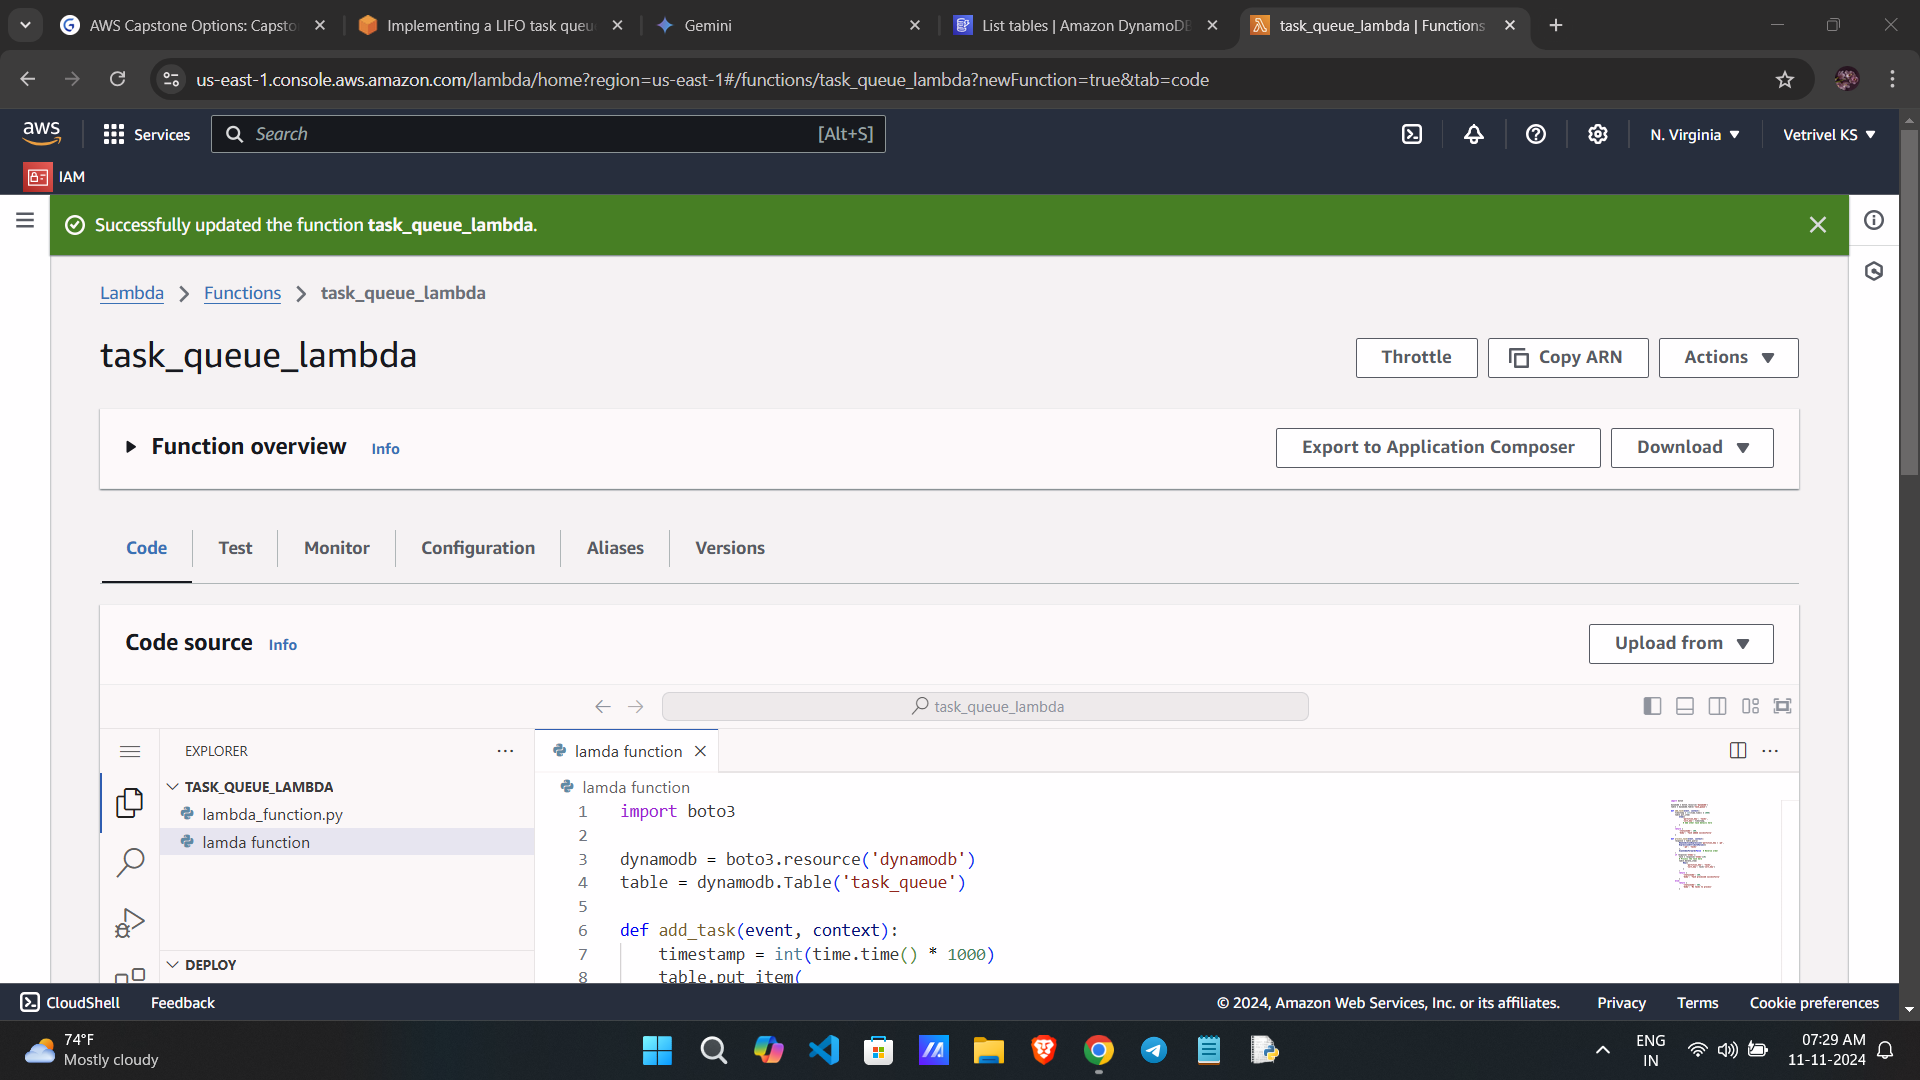 AWS Capstone Options: Capsto
Implementing a LIFO task queu
Gemini
List tables | Amazon DynamoDB
task_queue_lambda | Functions
us-east-1.console.aws.amazon.com/lambda/home?region=us-east-1#/functions/task_queue_lambda?newFunction=true&tab=code
aws
Services
Search
[Alt+S]
N. Virginia
Vetrivel KS
IAM
Successfully updated the function task_queue_lambda.
Lambda
Functions
task_queue_lambda
task_queue_lambda
Throttle
Copy ARN
Actions
Function overview
Info
Export to Application Composer
Download
Code
Test
Monitor
Configuration
Aliases
Versions
Code source
Info
Upload from
task_queue_lambda
EXPLORER
lamda function
TASK_QUEUE_LAMBDA
lambda_function.py
lamda function
DEPLOY
lamda function
1 import boto3
2
3 dynamodb = boto3.resource('dynamodb')
4 table = dynamodb.Table('task_queue')
5
6 def add_task(event, context):
7 timestamp = int(time.time() * 1000)
8 table.put_item(
CloudShell
Feedback
© 2024, Amazon Web Services, Inc. or its affiliates.
Privacy
Terms
Cookie preferences
74°F
Mostly cloudy
ENG
IN
07:29 AM
11-11-2024